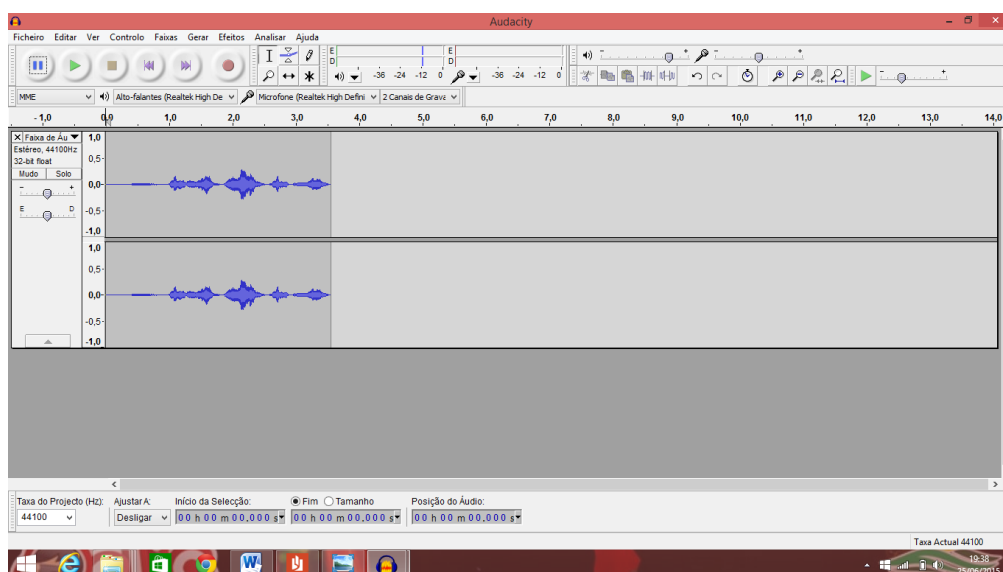 Audacity
Ficheiro Editar Ver Controlo Faixas Gerar Efeitos Analisar Ajuda
E E
D D
-36 -24 -12 0 -36 -24 -12 0
MME Alto-falantes (Realtek High De Microfone (Realtek High Defini 2 Canais de Grava
-1,0 0,0 1,0 2,0 3,0 4,0 5,0 6,0 7,0 8,0 9,0 10,0 11,0 12,0 13,0 14,0
X Faixa de Áu 1,0
Estéreo, 44100Hz
32-bit float 0,5-
Mudo Solo
- + 0,0-
E D -0,5-
-1,0
1,0
0,5-
0,0-
-0,5-
-1,0
Taxa do Projecto (Hz): Ajustar A: Início da Selecção: Fim Tamanho Posição do Áudio:
44100 Desligar 00 h 00 m 00,000 s 00 h 00 m 00,000 s 00 h 00 m 00,000 s
Taxa Actual 44100
19:38
25/06/2015